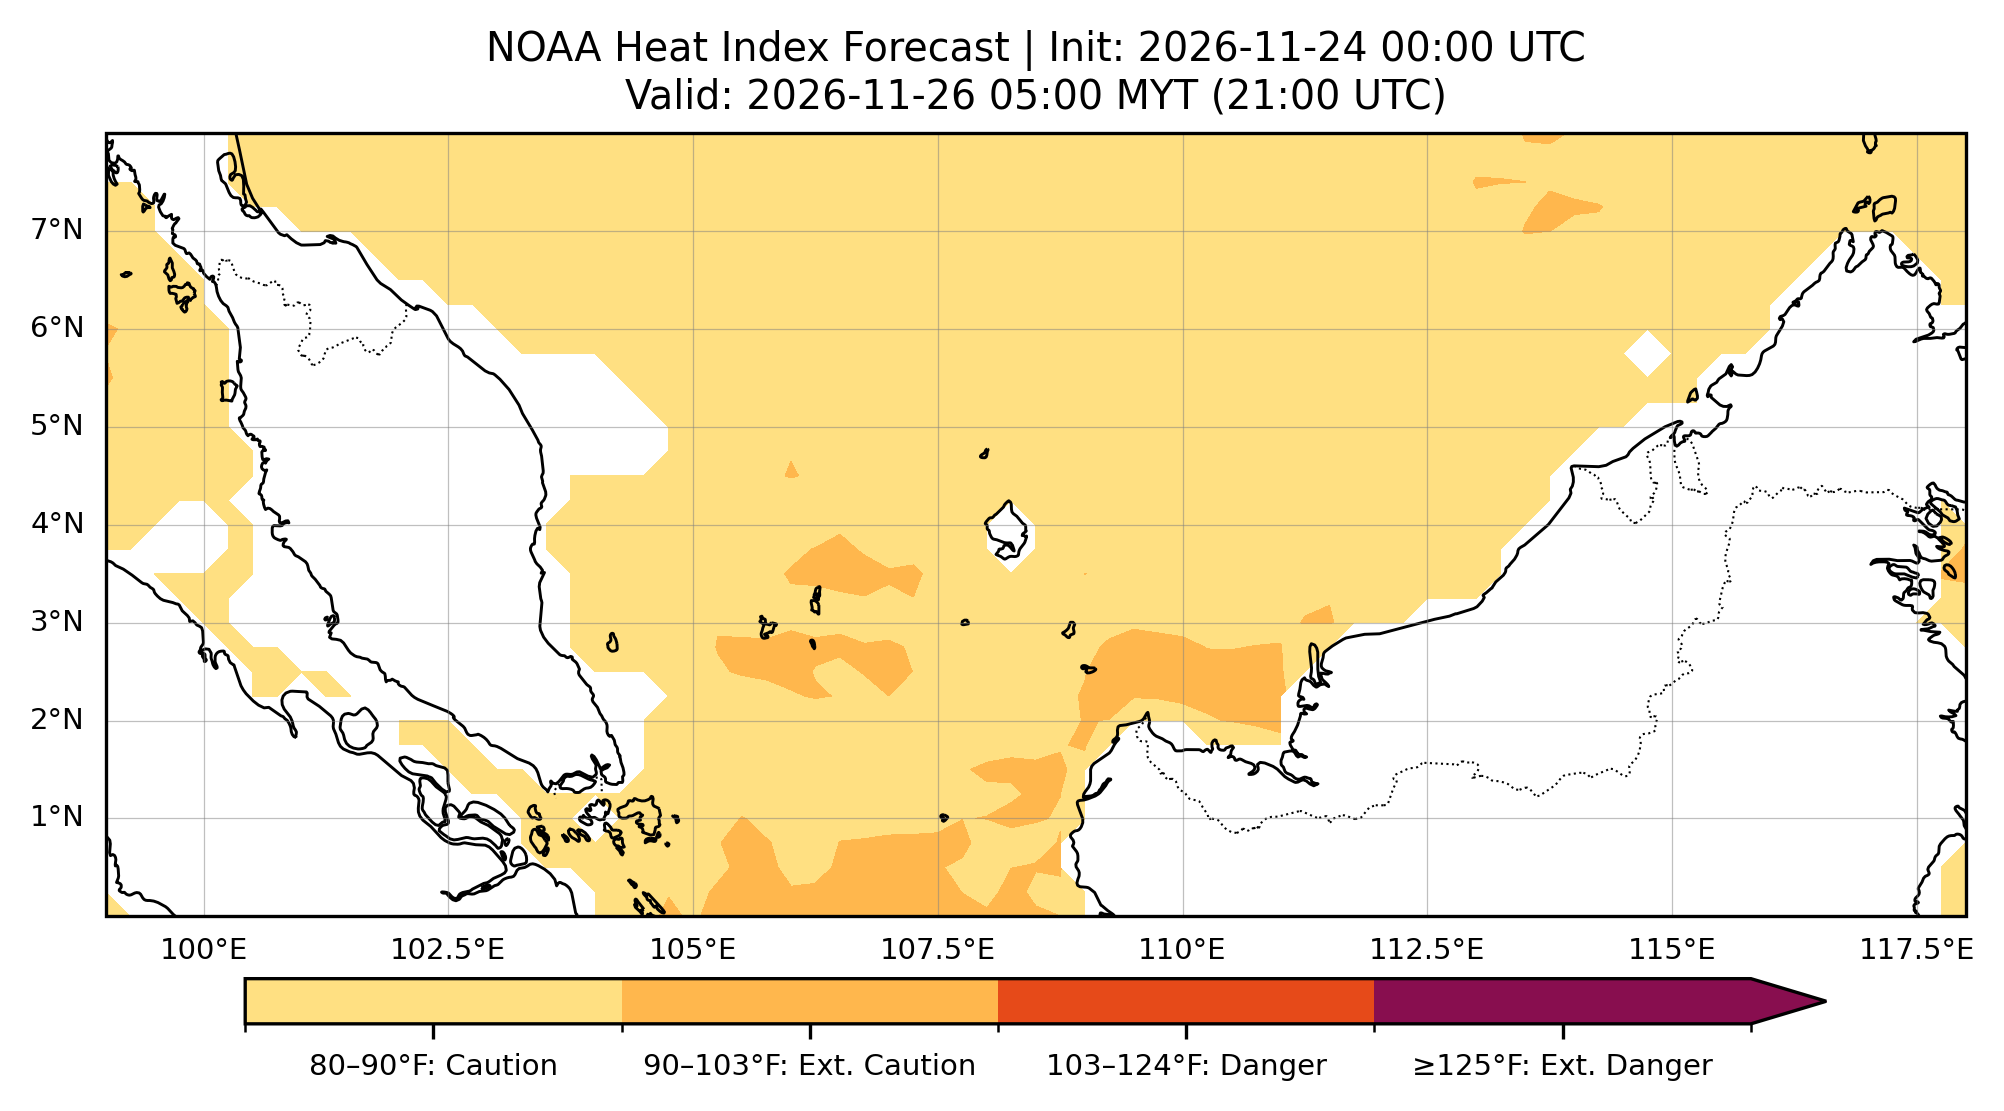 NOAA Heat Index Forecast | Init: 2026-11-24 00:00 UTC
Valid: 2026-11-26 05:00 MYT (21:00 UTC)
7°N
6°N
5°N
4°N
3°N
2°N
1°N
100°E
102.5°E
105°E
107.5°E
110°E
112.5°E
115°E
117.5°E
80–90°F: Caution
90–103°F: Ext. Caution
103–124°F: Danger
≥125°F: Ext. Danger